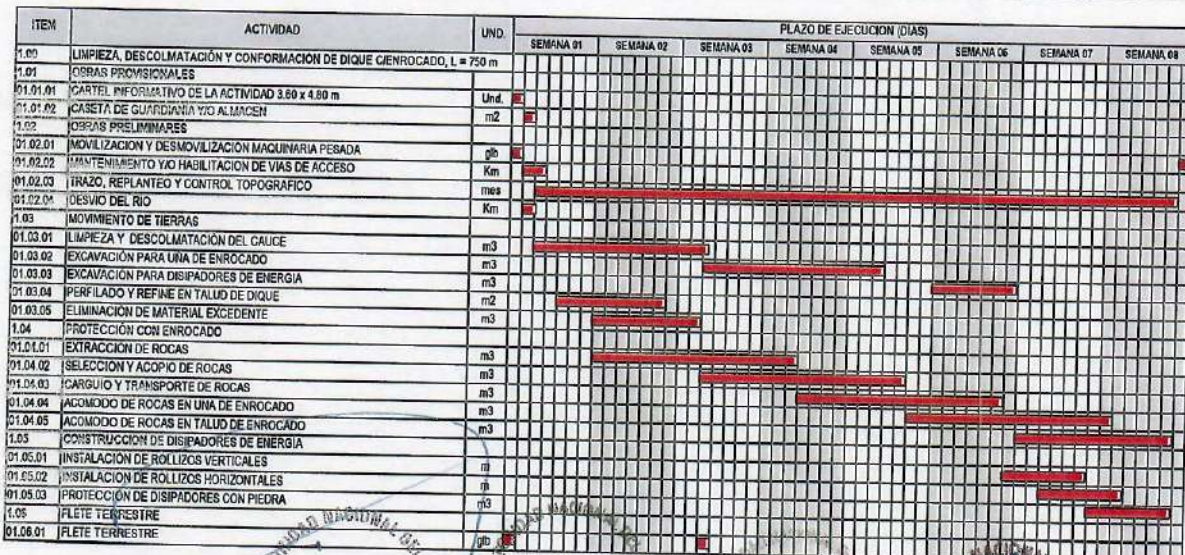 ITEM ACTIVIDAD UND. PLAZO DE EJECUCION (DÍAS)
SEMANA 01 SEMANA 02 SEMANA 03 SEMANA 04 SEMANA 05 SEMANA 06 SEMANA 07 SEMANA 08
1.00 LIMPIEZA, DESCOLMATACIÓN Y CONFORMACION DE DIQUE C/ENROCADO, L = 750 m
1.01 OBRAS PROVISIONALES
01.01.01 CARTEL INFORMATIVO DE LA ACTIVIDAD 3.60 x 4.80 m Und.
01.01.02 CASETA DE GUARDIANIA Y/O ALMACEN m2
1.02 OBRAS PRELIMINARES
01.02.01 MOVILIZACION Y DESMOVILIZACIÓN MAQUINARIA PESADA glb
01.02.02 MANTENIMIENTO Y/O HABILITACION DE VIAS DE ACCESO Km
01.02.03 TRAZO, REPLANTEO Y CONTROL TOPOGRAFICO mes
01.02.04 DESVIO DEL RIO Km
1.03 MOVIMIENTO DE TIERRAS
01.03.01 LIMPIEZA Y DESCOLMATACIÓN DEL CAUCE m3
01.03.02 EXCAVACIÓN PARA UÑA DE ENROCADO m3
01.03.03 EXCAVACIÓN PARA DISIPADORES DE ENERGIA m3
01.03.04 PERFILADO Y REFINE EN TALUD DE DIQUE m2
01.03.05 ELIMINACIÓN DE MATERIAL EXCEDENTE m3
1.04 PROTECCIÓN CON ENROCADO
01.04.01 EXTRACCIÓN DE ROCAS m3
01.04.02 SELECCIÓN Y ACOPIO DE ROCAS m3
01.04.03 CARGUIO Y TRANSPORTE DE ROCAS m3
01.04.04 ACOMODO DE ROCAS EN UÑA DE ENROCADO m3
01.04.05 ACOMODO DE ROCAS EN TALUD DE ENROCADO m3
1.05 CONSTRUCCIÓN DE DISIPADORES DE ENERGIA
01.05.01 INSTALACIÓN DE ROLLIZOS VERTICALES m
01.05.02 INSTALACIÓN DE ROLLIZOS HORIZONTALES m
01.05.03 PROTECCIÓN DE DISIPADORES CON PIEDRA m3
1.06 FLETE TERRESTRE
01.06.01 FLETE TERRESTRE glb
NACIONAL